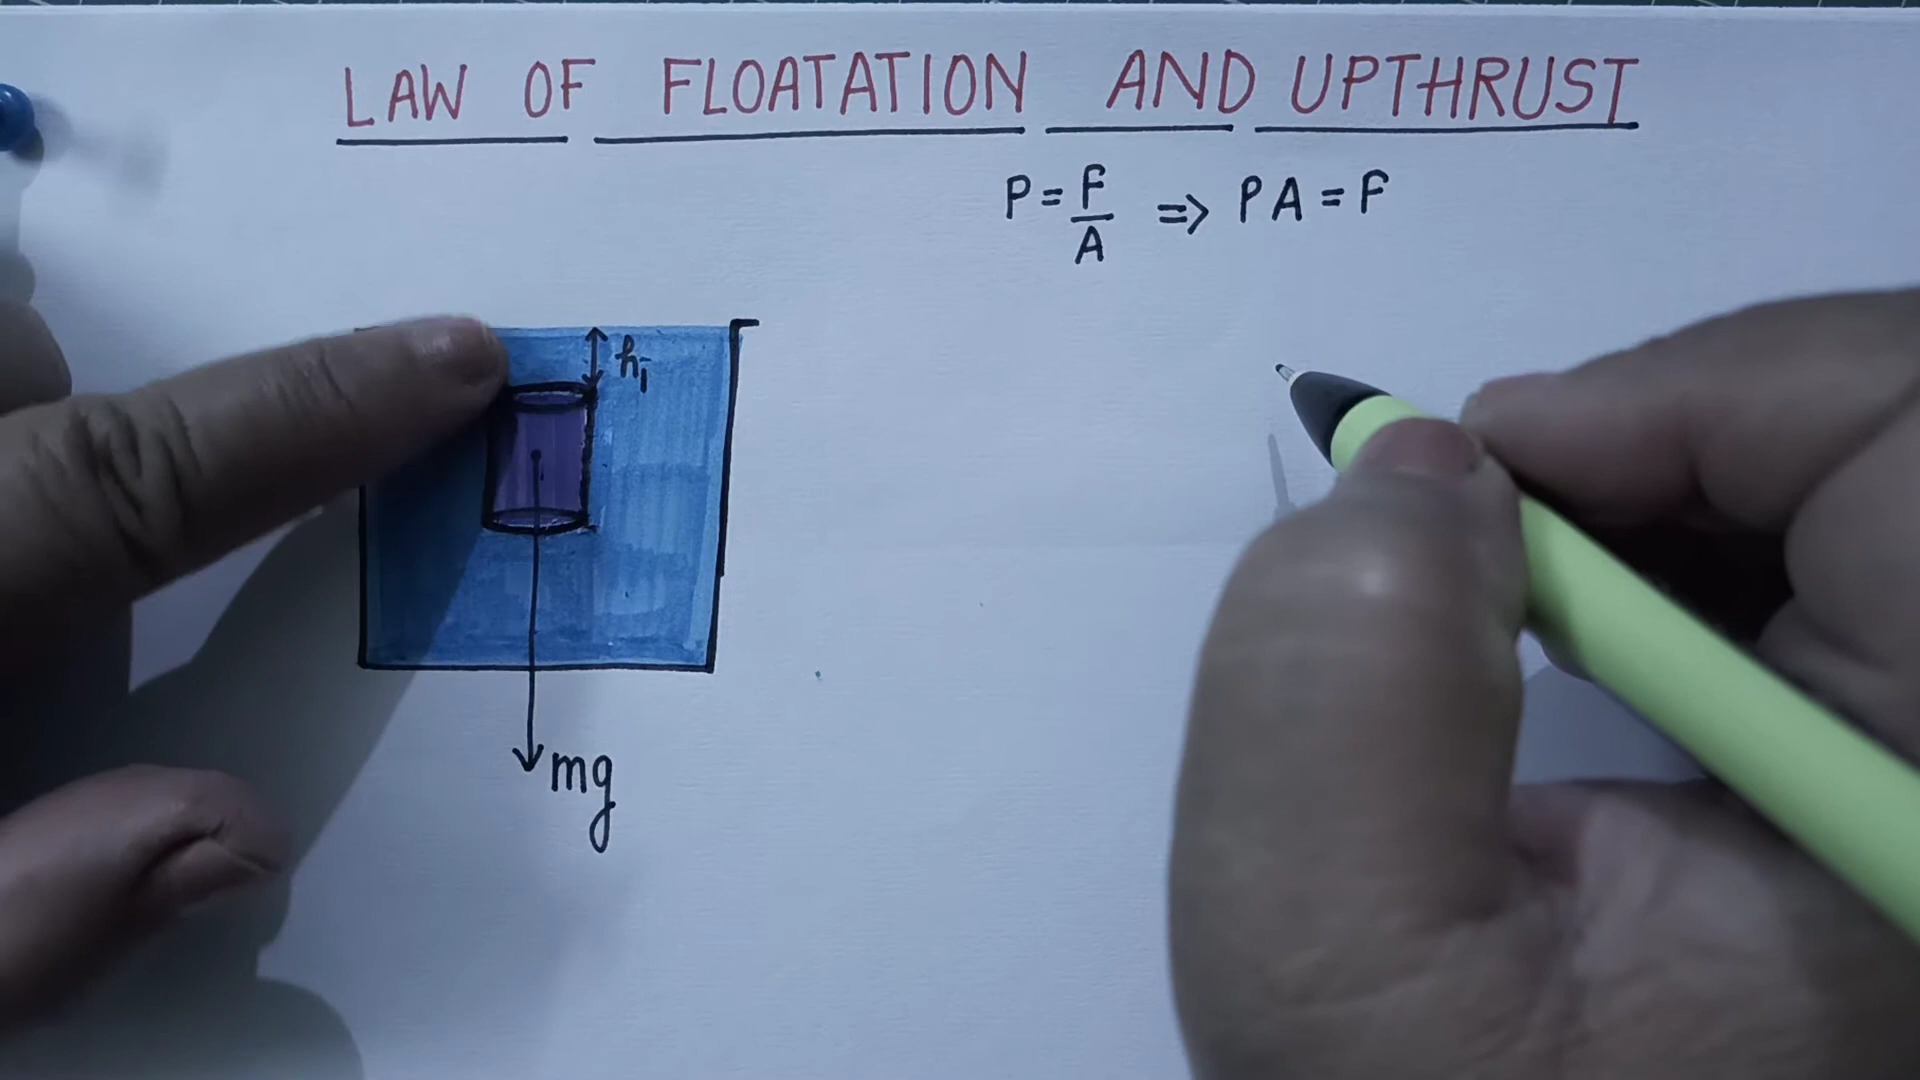 LAW OF FLOATATION AND UPTHRUST
P = F/A => PA = F
h₁
mg